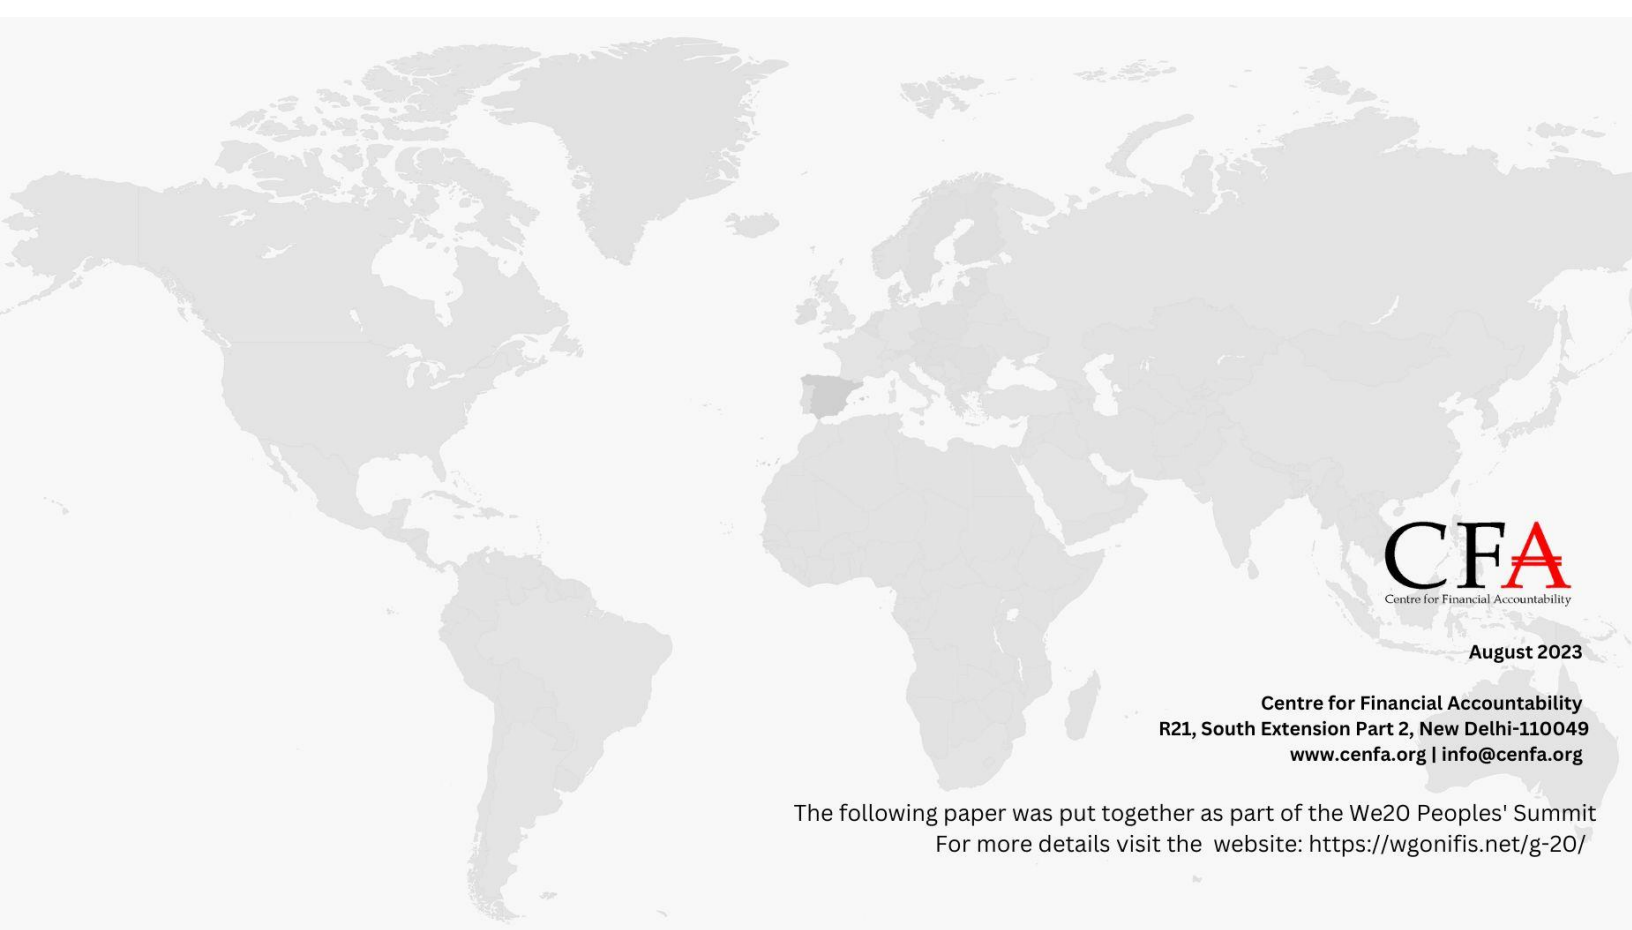 CFA
Centre for Financial Accountability
August 2023
Centre for Financial Accountability
R21, South Extension Part 2, New Delhi-110049
www.cenfa.org | info@cenfa.org
The following paper was put together as part of the We20 Peoples' Summit
For more details visit the website: https://wgonifis.net/g-20/